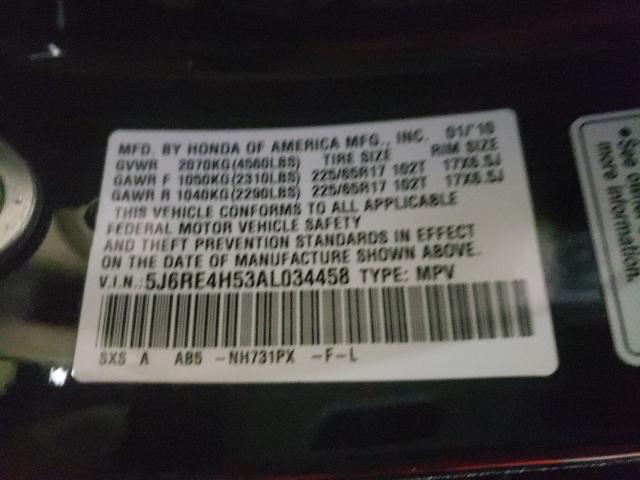 MFD. BY HONDA OF AMERICA MFG., INC. 01/'10
GVWR 2070KG(4560LBS) TIRE SIZE RIM SIZE
GAWR F 1050KG(2310LBS) 225/65R17 102T 17X6.5J
GAWR R 1040KG(2290LBS) 225/65R17 102T 17X6.5J
THIS VEHICLE CONFORMS TO ALL APPLICABLE
FEDERAL MOTOR VEHICLE SAFETY
AND THEFT PREVENTION STANDARDS IN EFFECT
ON THE DATE OF MANUFACTURE SHOWN ABOVE.
V.I.N.:5J6RE4H53AL034458 TYPE: MPV
SXS A AB5 -NH731PX -F-L
•See
more information.